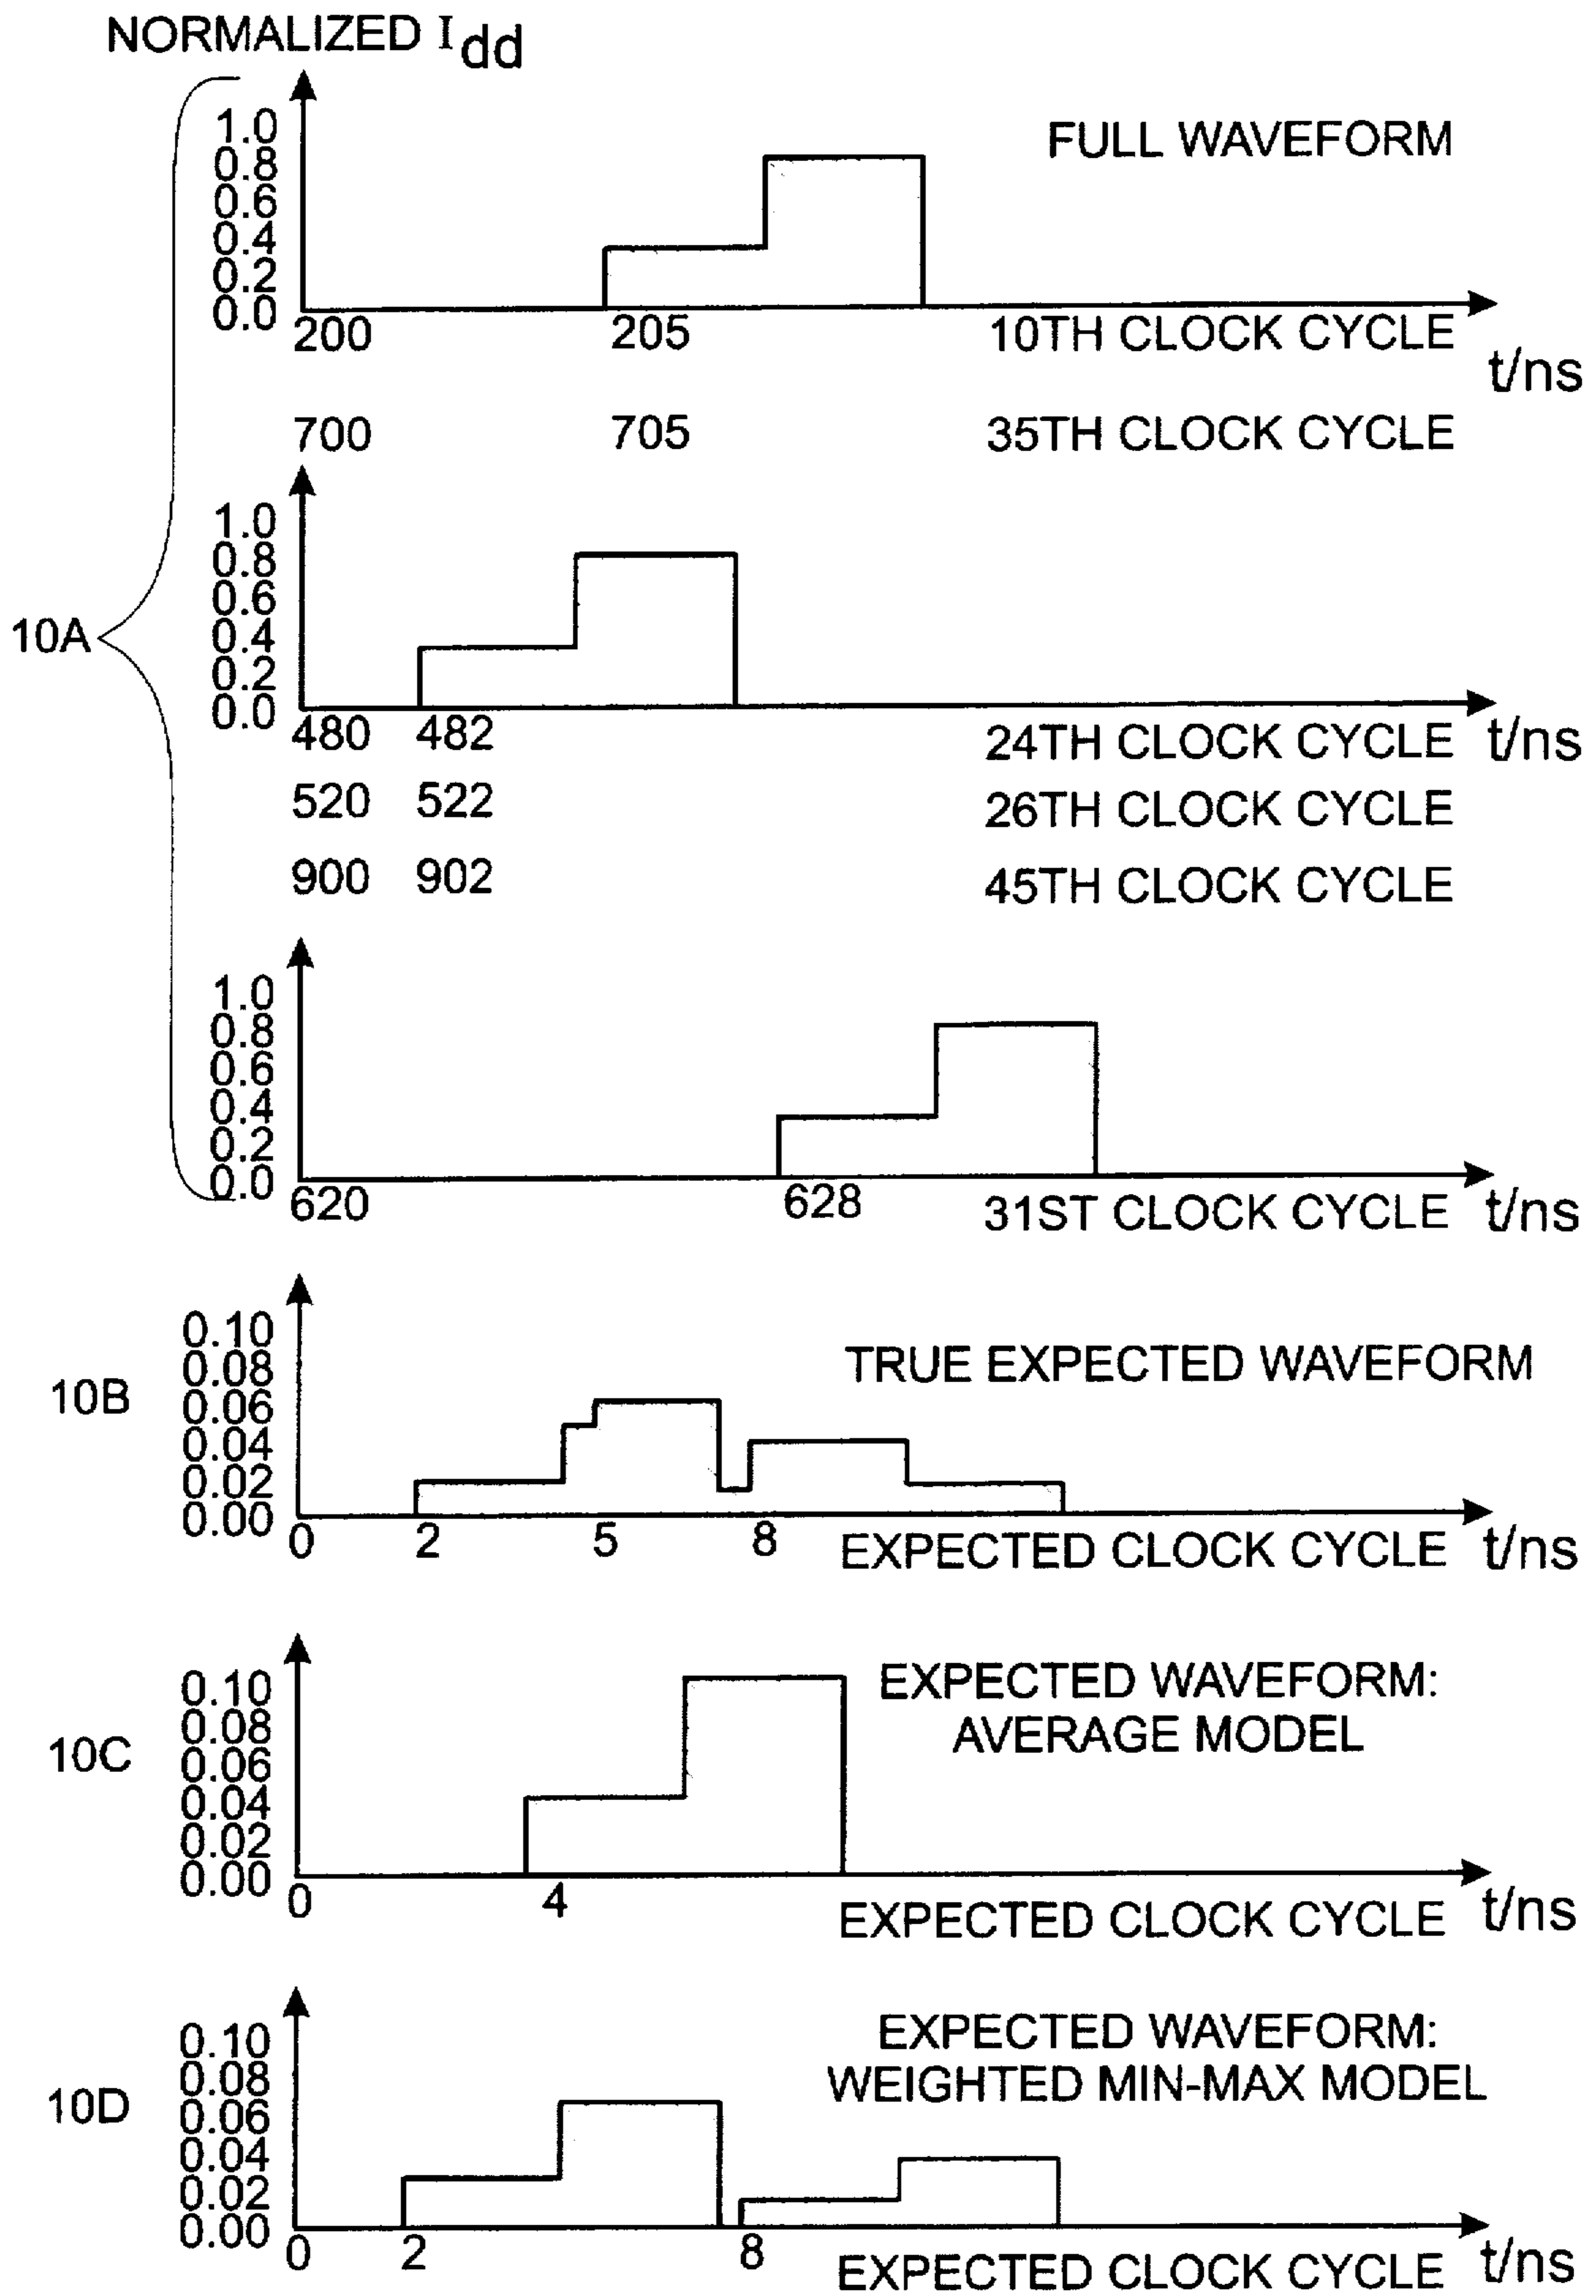 NORMALIZED Idd
FULL WAVEFORM
1.0
0.8
0.6
0.4
0.2
0.0
200 205 10TH CLOCK CYCLE
t/ns
700 705 35TH CLOCK CYCLE
10A
1.0
0.8
0.6
0.4
0.2
0.0
480 482 24TH CLOCK CYCLE t/ns
520 522 26TH CLOCK CYCLE
900 902 45TH CLOCK CYCLE
1.0
0.8
0.6
0.4
0.2
0.0
620 628 31ST CLOCK CYCLE t/ns
10B
TRUE EXPECTED WAVEFORM
0.10
0.08
0.06
0.04
0.02
0.00
0 2 5 8 EXPECTED CLOCK CYCLE t/ns
10C
EXPECTED WAVEFORM:
AVERAGE MODEL
0.10
0.08
0.06
0.04
0.02
0.00
0 4 EXPECTED CLOCK CYCLE t/ns
10D
EXPECTED WAVEFORM:
WEIGHTED MIN-MAX MODEL
0.10
0.08
0.06
0.04
0.02
0.00
0 2 8 EXPECTED CLOCK CYCLE t/ns